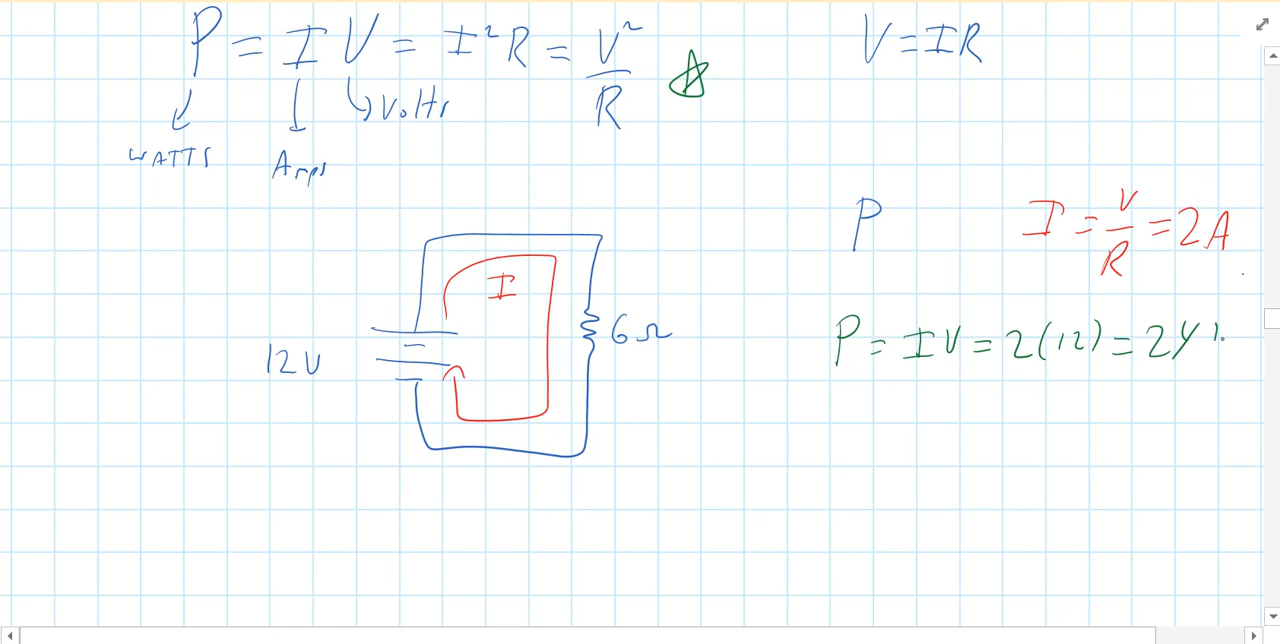 P = IV = I²R = V²/R
V = IR
WATTS
Amps
Volts
P
I = V/R = 2A
I
12V
6Ω
P = IV = 2(12) = 24